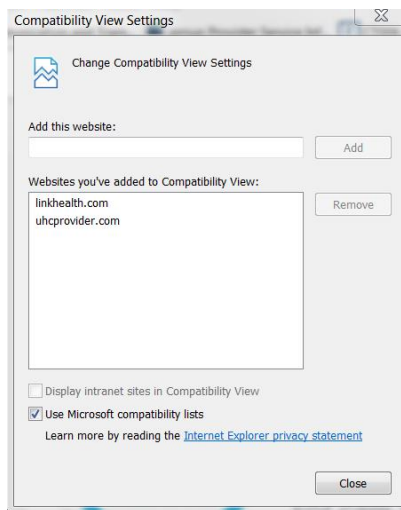 Compatibility View Settings
Change Compatibility View Settings
Add this website:
Add
Websites you've added to Compatibility View:
linkhealth.com
uhcprovider.com
Remove
Display intranet sites in Compatibility View
Use Microsoft compatibility lists
Learn more by reading the Internet Explorer privacy statement
Close